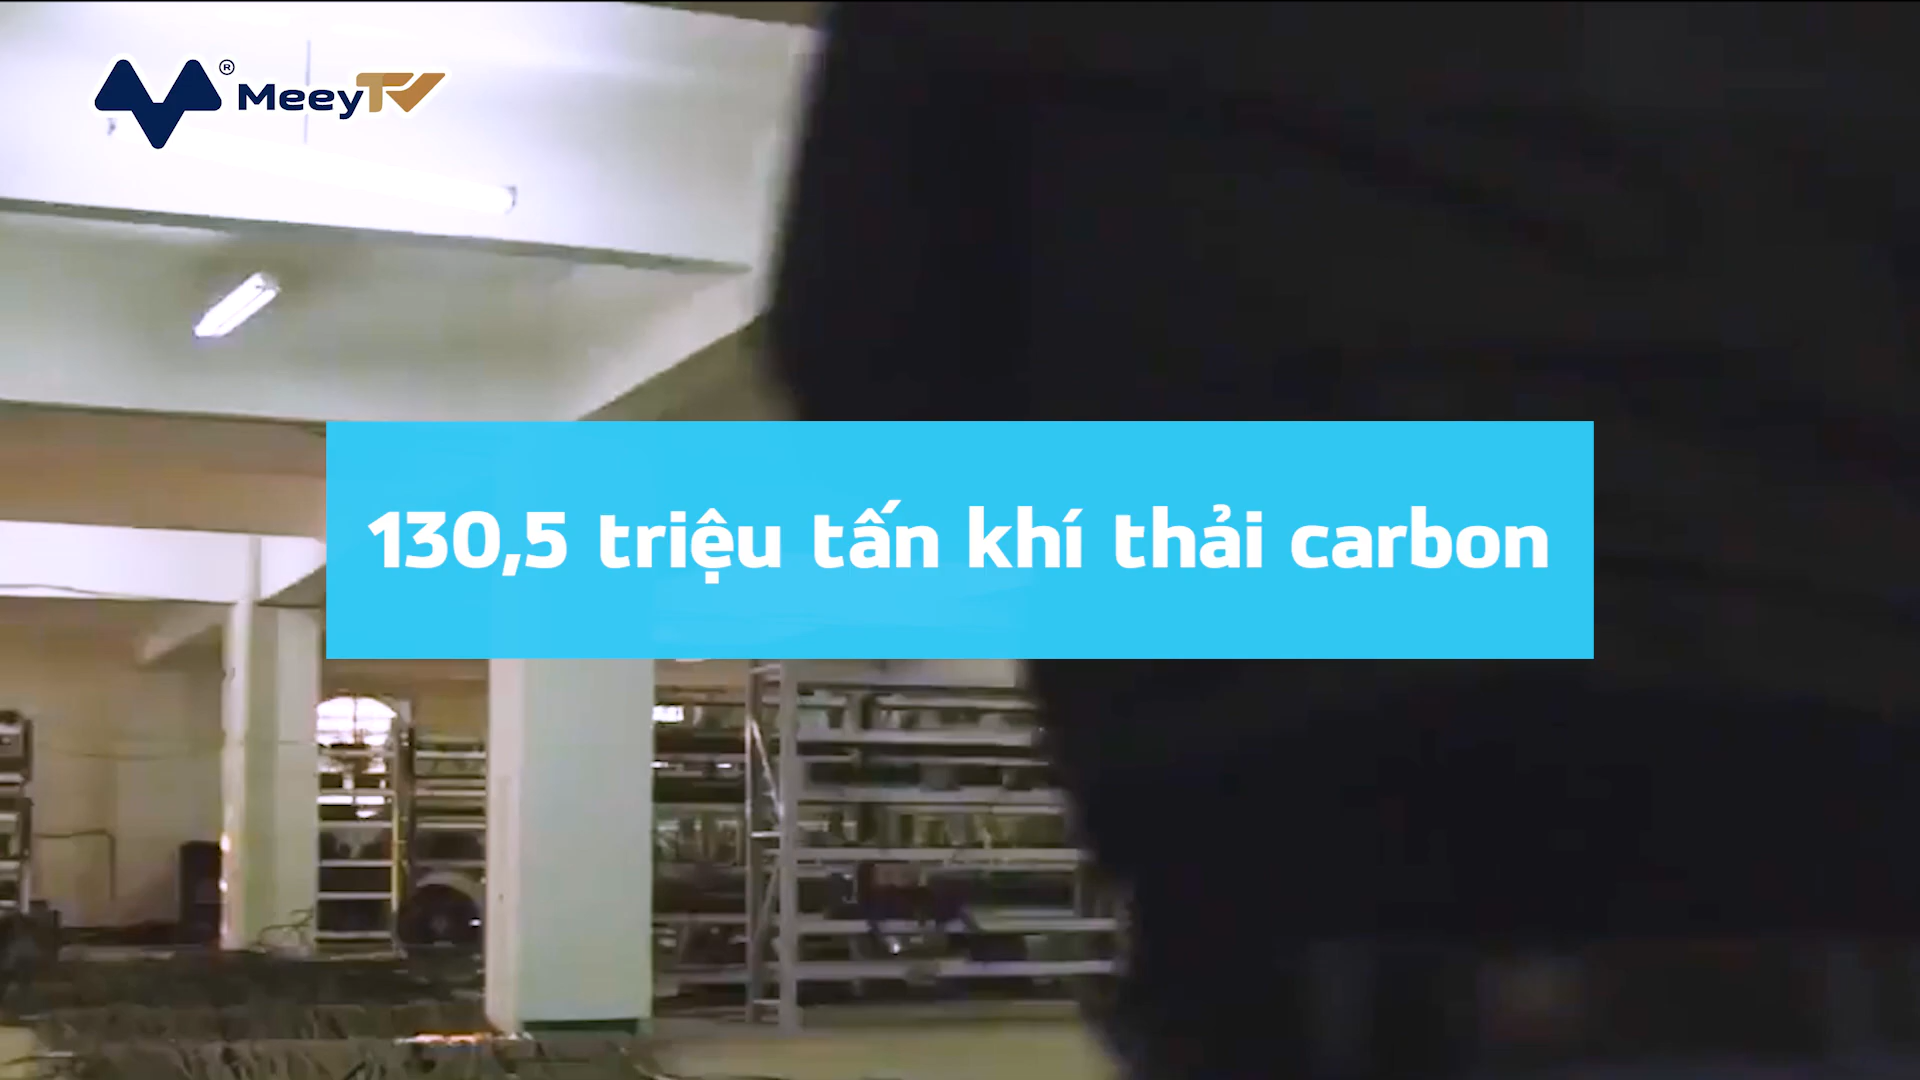 ® MeeyTV
130,5 triệu tấn khí thải carbon